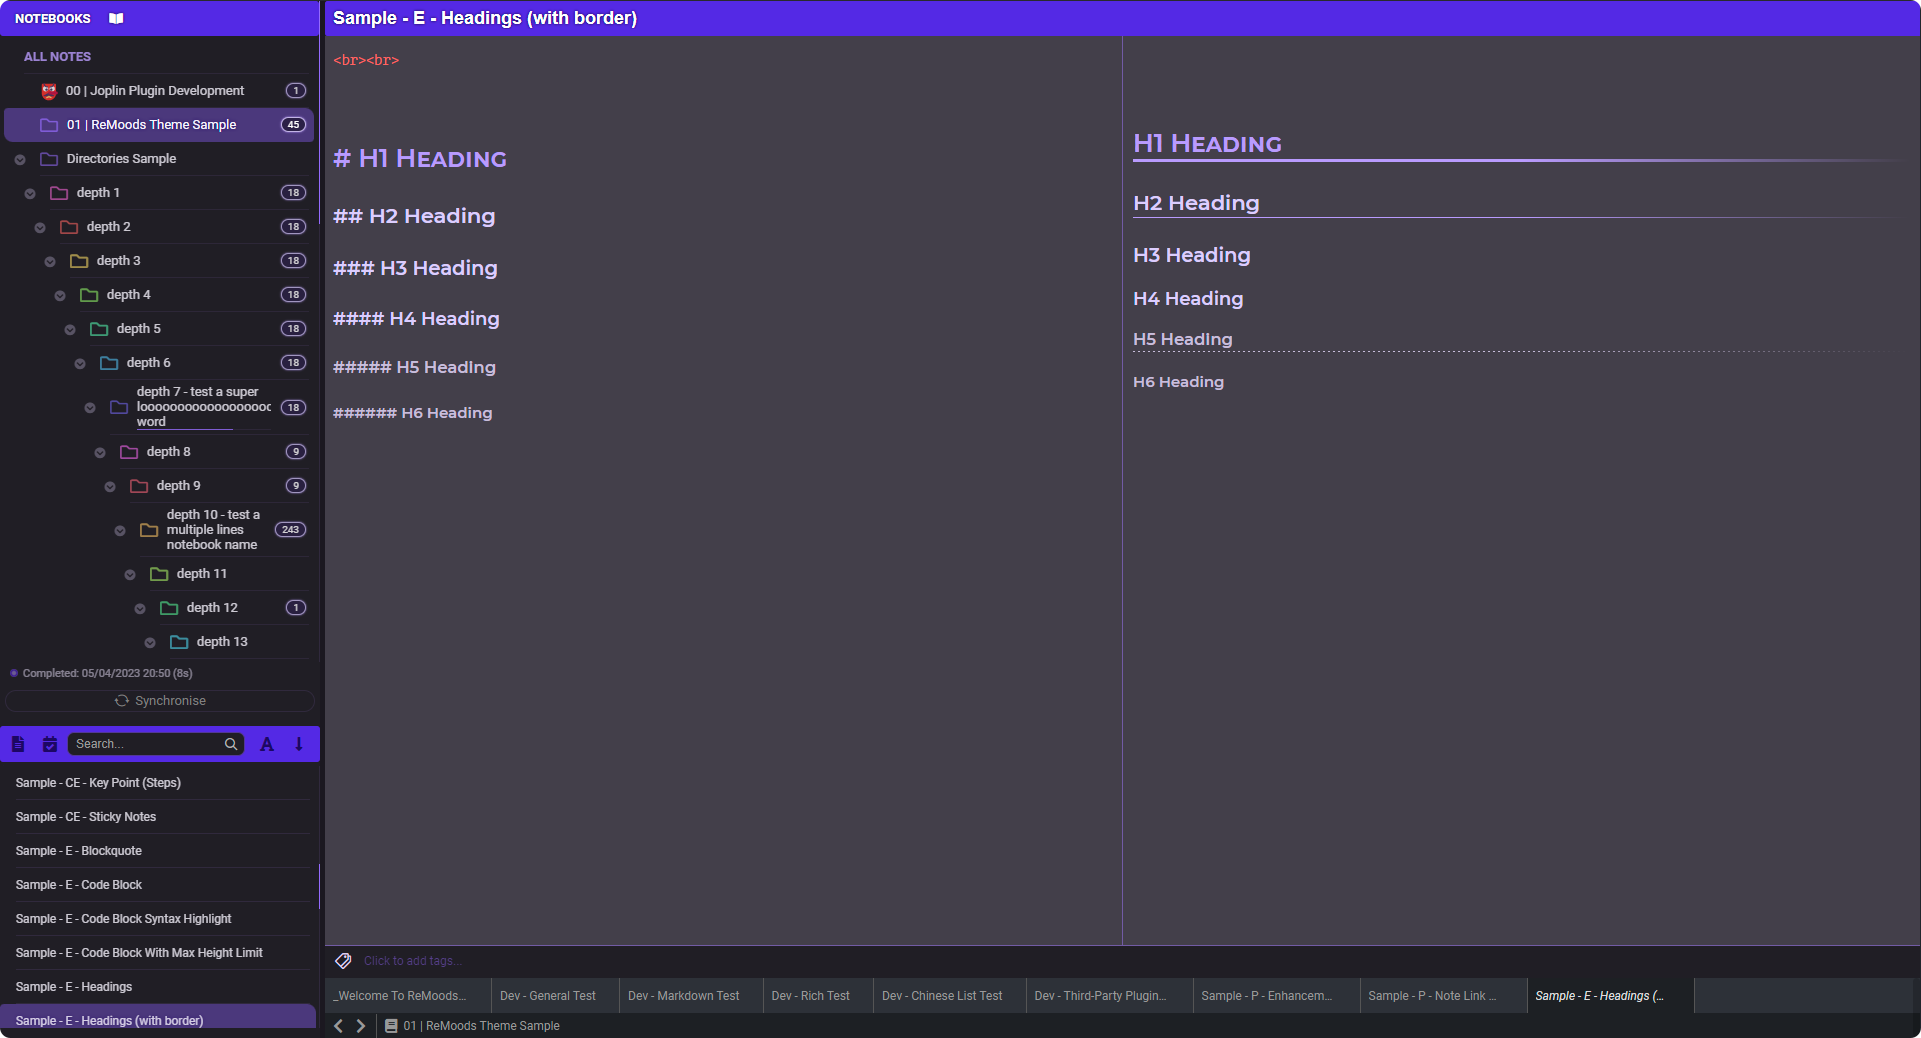 NOTEBOOKS
ALL NOTES
00 | Joplin Plugin Development 1
01 | ReMoods Theme Sample 45
Directories Sample
depth 1 18
depth 2 18
depth 3 18
depth 4 18
depth 5 18
depth 6 18
depth 7 - test a super
looooooooooooooooooc 18
word
depth 8 9
depth 9 9
depth 10 - test a
multiple lines 243
notebook name
depth 11
depth 12 1
depth 13
Completed: 05/04/2023 20:50 (8s)
Synchronise
Search...
A
Sample - CE - Key Point (Steps)
Sample - CE - Sticky Notes
Sample - E - Blockquote
Sample - E - Code Block
Sample - E - Code Block Syntax Highlight
Sample - E - Code Block With Max Height Limit
Sample - E - Headings
Sample - E - Headings (with border)
Sample - E - Headings (with border)
<br><br>
# H1 Heading
## H2 Heading
### H3 Heading
#### H4 Heading
##### H5 HeadIng
###### H6 Heading
H1 Heading
H2 Heading
H3 Heading
H4 Heading
H5 HeadIng
H6 Heading
Click to add tags...
_Welcome To ReMoods...
Dev - General Test
Dev - Markdown Test
Dev - Rich Test
Dev - Chinese List Test
Dev - Third-Party Plugin...
Sample - P - Enhancem...
Sample - P - Note Link ...
Sample - E - Headings (...
01 | ReMoods Theme Sample